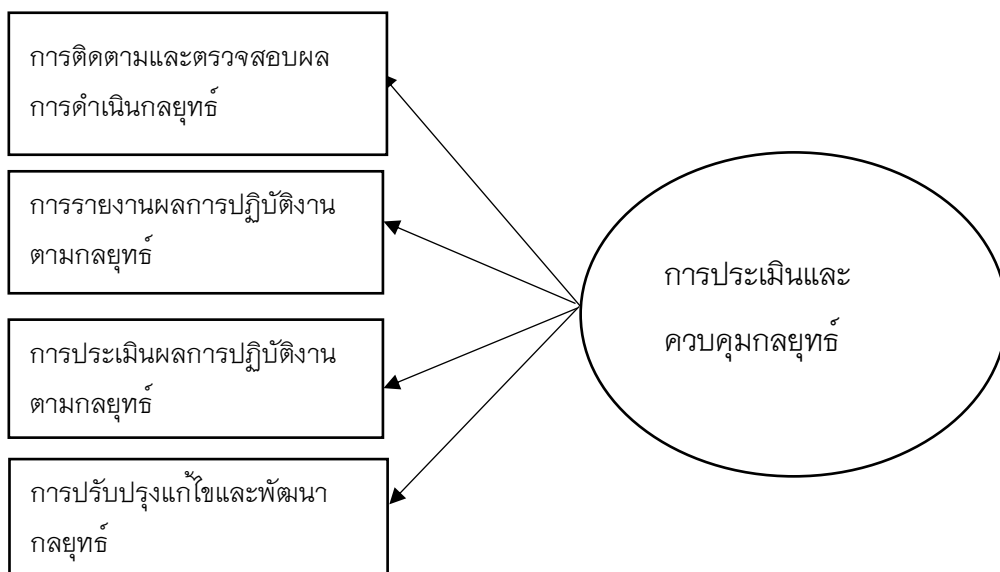 การติดตามและตรวจสอบผล
การดำเนินกลยุทธ์
การรายงานผลการปฏิบัติงาน
ตามกลยุทธ์
การประเมินผลการปฏิบัติงาน
ตามกลยุทธ์
การปรับปรุงแก้ไขและพัฒนา
กลยุทธ์
การประเมินและ
ควบคุมกลยุทธ์